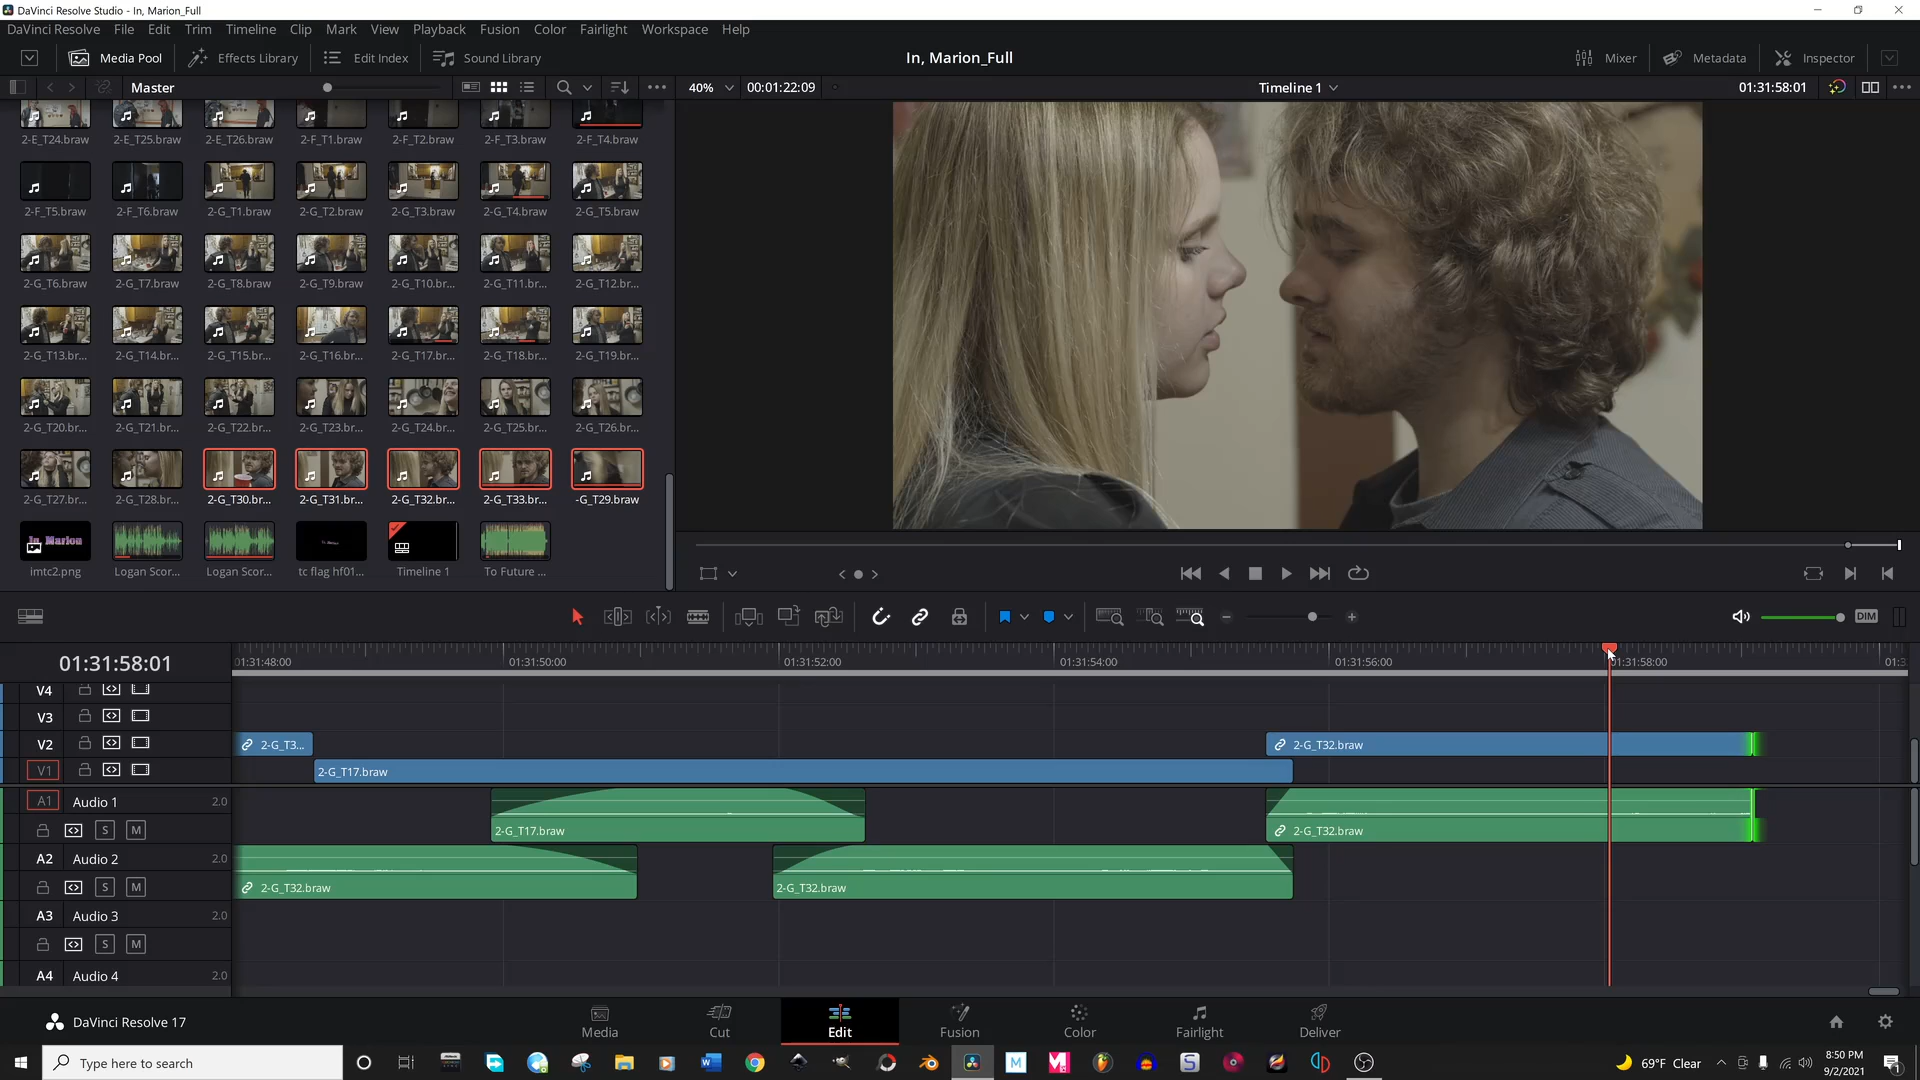 DaVinci Resolve Studio - In, Marion_Full
DaVinci Resolve File Edit Trim Timeline Clip Mark View Playback Fusion Color Fairlight Workspace Help
Media Pool Effects Library Edit Index Sound Library In, Marion_Full Mixer Metadata Inspector
Master 40% 00:01:22:09 Timeline 1 01:31:58:01
2-E_T24.braw 2-E_T25.braw 2-E_T26.braw 2-F_T1.braw 2-F_T2.braw 2-F_T3.braw 2-F_T4.braw
2-F_T5.braw 2-F_T6.braw 2-G_T1.braw 2-G_T2.braw 2-G_T3.braw 2-G_T4.braw 2-G_T5.braw
2-G_T6.braw 2-G_T7.braw 2-G_T8.braw 2-G_T9.braw 2-G_T10.br... 2-G_T11.br... 2-G_T12.br...
2-G_T13.br... 2-G_T14.br... 2-G_T15.br... 2-G_T16.br... 2-G_T17.br... 2-G_T18.br... 2-G_T19.br...
2-G_T20.br... 2-G_T21.br... 2-G_T22.br... 2-G_T23.br... 2-G_T24.br... 2-G_T25.br... 2-G_T26.br...
2-G_T27.br... 2-G_T28.br... 2-G_T30.br... 2-G_T31.br... 2-G_T32.br... 2-G_T33.br... -G_T29.braw
In, Marion
imtc2.png Logan Scor... Logan Scor... tc flag hf01... Timeline 1 To Future ...
DIM
01:31:58:01 01:31:48:00 01:31:50:00 01:31:52:00 01:31:54:00 01:31:56:00 01:31:58:00 01:3
V4
V3
V2 2-G_T3... 2-G_T32.braw
V1 2-G_T17.braw
A1 Audio 1 2.0
S M 2-G_T17.braw 2-G_T32.braw
A2 Audio 2 2.0
S M 2-G_T32.braw 2-G_T32.braw
A3 Audio 3 2.0
S M
A4 Audio 4 2.0
DaVinci Resolve 17 Media Cut Edit Fusion Color Fairlight Deliver
Type here to search 69°F Clear 8:50 PM
9/2/2021